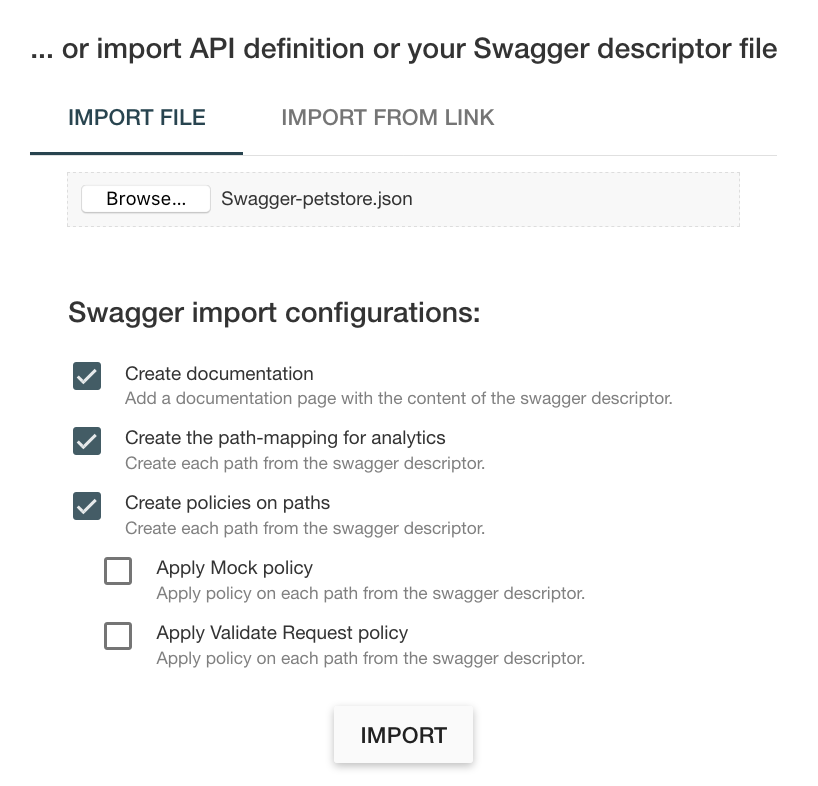 ... or import API definition or your Swagger descriptor file
IMPORT FILE
IMPORT FROM LINK
Browse...
Swagger-petstore.json
Swagger import configurations:
Create documentation
Add a documentation page with the content of the swagger descriptor.
Create the path-mapping for analytics
Create each path from the swagger descriptor.
Create policies on paths
Create each path from the swagger descriptor.
Apply Mock policy
Apply policy on each path from the swagger descriptor.
Apply Validate Request policy
Apply policy on each path from the swagger descriptor.
IMPORT